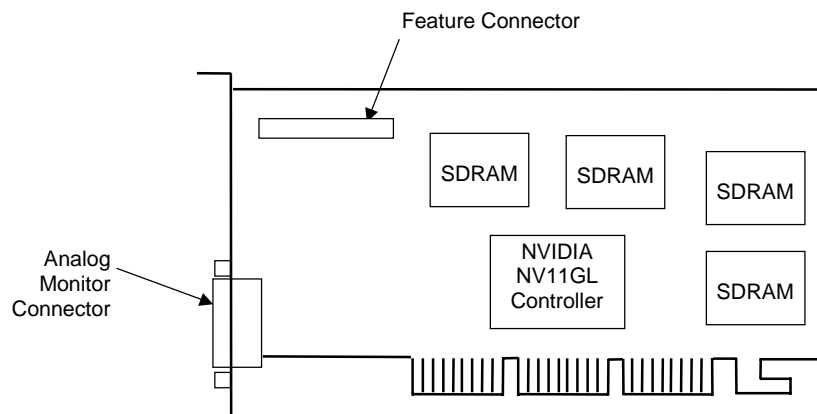 Feature Connector
SDRAM
SDRAM
SDRAM
Analog
Monitor
Connector
NVIDIA
NV11GL
Controller
SDRAM